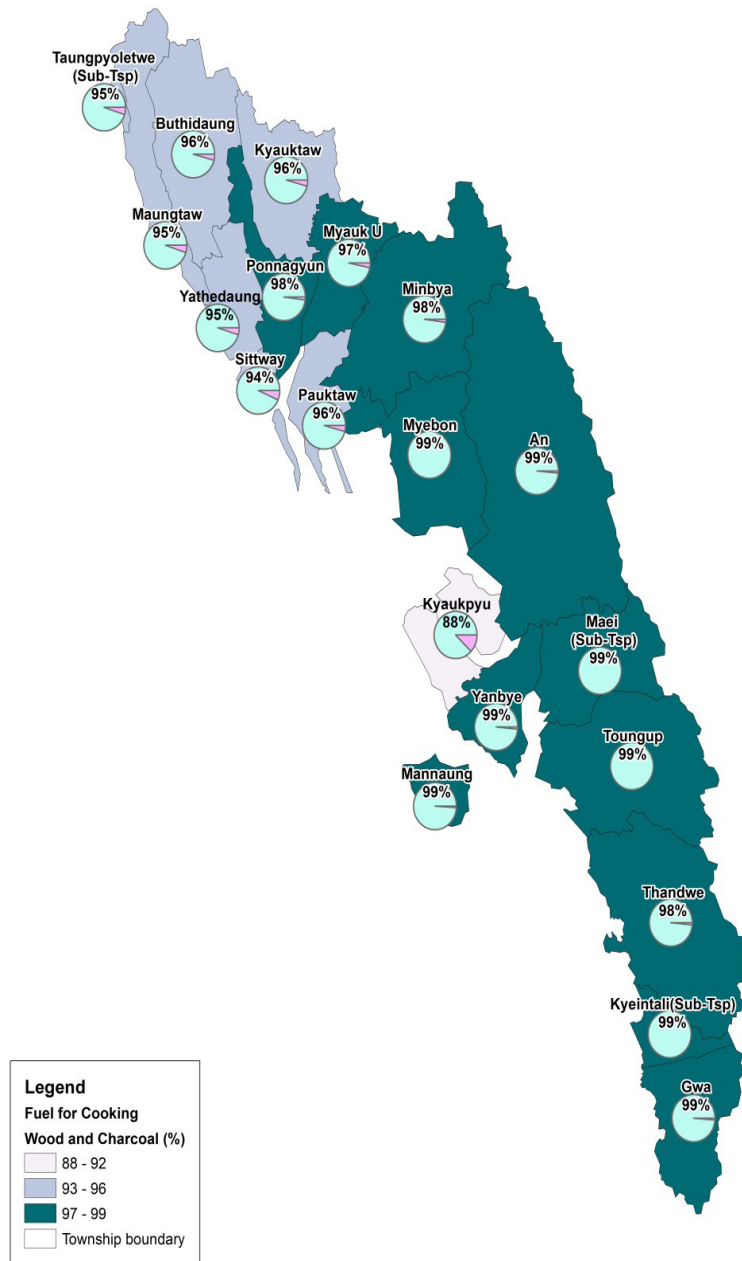 Taungpyoletwe
(Sub-Tsp)
95%
Buthidaung
96%
Kyauktaw
96%
Maungtaw
95%
Myauk U
97%
Ponnagyun
98%
Yathedaung
95%
Minbya
98%
Sittway
94%
Pauktaw
96%
Myebon
99%
An
99%
Kyaukpyu
88%
Maei
(Sub-Tsp)
99%
Yanbye
99%
Toungup
99%
Mannaung
99%
Thandwe
98%
Kyeintali(Sub-Tsp)
99%
Gwa
99%
Legend
Fuel for Cooking
Wood and Charcoal (%)
88 - 92
93 - 96
97 - 99
Township boundary